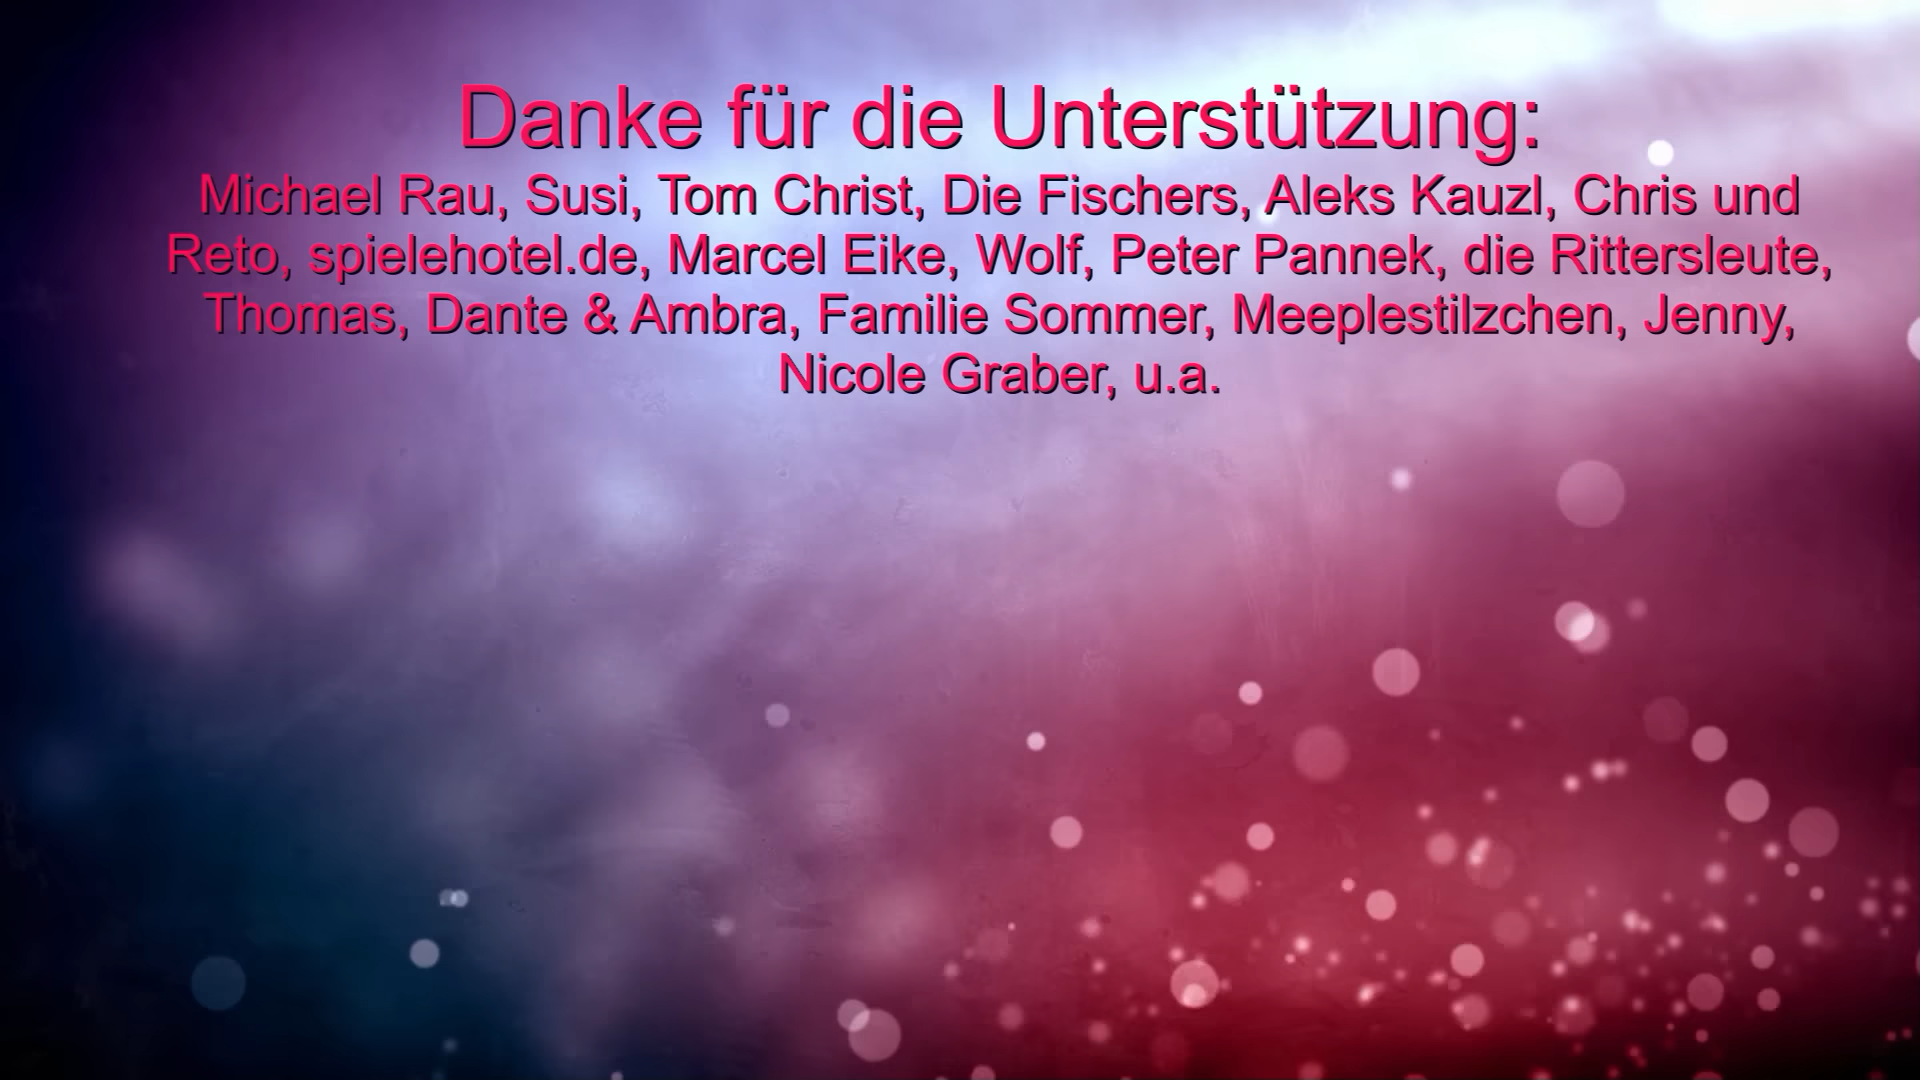 Danke für die Unterstützung:
Michael Rau, Susi, Tom Christ, Die Fischers, Aleks Kauzl, Chris und
Reto, spielehotel.de, Marcel Eike, Wolf, Peter Pannek, die Rittersleute,
Thomas, Dante & Ambra, Familie Sommer, Meeplestilzchen, Jenny,
Nicole Graber, u.a.